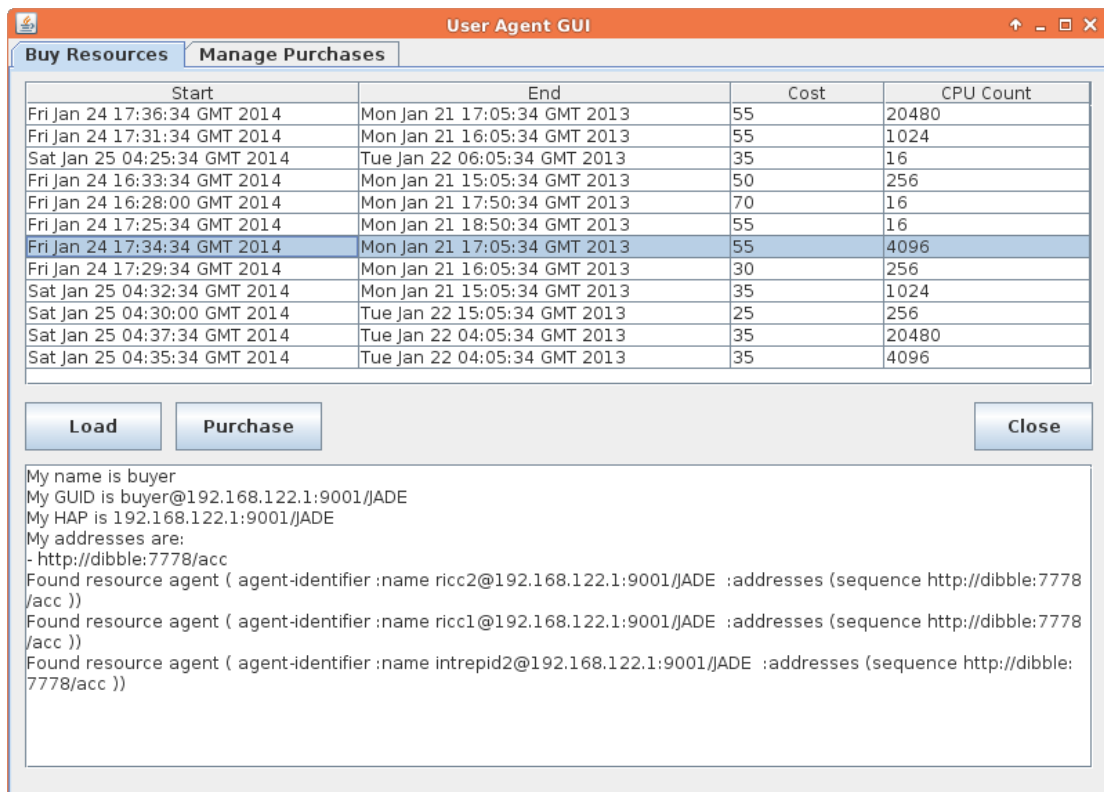 User Agent GUI
Buy Resources Manage Purchases
Start End Cost CPU Count
Fri Jan 24 17:36:34 GMT 2014 Mon Jan 21 17:05:34 GMT 2013 55 20480
Fri Jan 24 17:31:34 GMT 2014 Mon Jan 21 16:05:34 GMT 2013 55 1024
Sat Jan 25 04:25:34 GMT 2014 Tue Jan 22 06:05:34 GMT 2013 35 16
Fri Jan 24 16:33:34 GMT 2014 Mon Jan 21 15:05:34 GMT 2013 50 256
Fri Jan 24 16:28:00 GMT 2014 Mon Jan 21 17:50:34 GMT 2013 70 16
Fri Jan 24 17:25:34 GMT 2014 Mon Jan 21 18:50:34 GMT 2013 55 16
Fri Jan 24 17:34:34 GMT 2014 Mon Jan 21 17:05:34 GMT 2013 55 4096
Fri Jan 24 17:29:34 GMT 2014 Mon Jan 21 16:05:34 GMT 2013 30 256
Sat Jan 25 04:32:34 GMT 2014 Mon Jan 21 15:05:34 GMT 2013 35 1024
Sat Jan 25 04:30:00 GMT 2014 Tue Jan 22 15:05:34 GMT 2013 25 256
Sat Jan 25 04:37:34 GMT 2014 Tue Jan 22 04:05:34 GMT 2013 35 20480
Sat Jan 25 04:35:34 GMT 2014 Tue Jan 22 04:05:34 GMT 2013 35 4096
Load Purchase Close
My name is buyer
My GUID is buyer@192.168.122.1:9001/JADE
My HAP is 192.168.122.1:9001/JADE
My addresses are:
- http://dibble:7778/acc
Found resource agent ( agent-identifier :name ricc2@192.168.122.1:9001/JADE  :addresses (sequence http://dibble:7778
/acc ))
Found resource agent ( agent-identifier :name ricc1@192.168.122.1:9001/JADE  :addresses (sequence http://dibble:7778
/acc ))
Found resource agent ( agent-identifier :name intrepid2@192.168.122.1:9001/JADE  :addresses (sequence http://dibble:
7778/acc ))